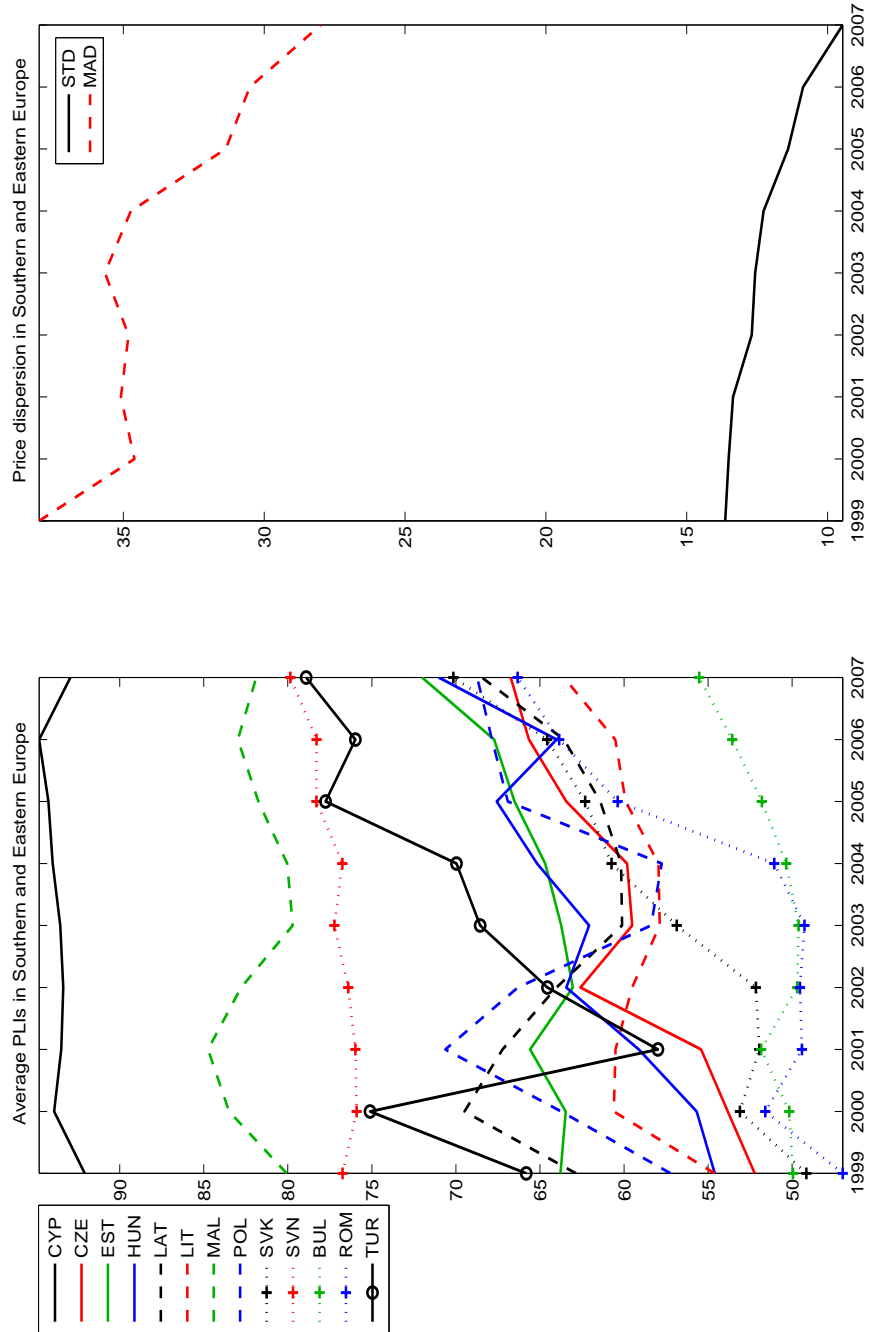 Average PLIs in Southern and Eastern Europe
90
85
80
75
70
65
60
55
50
1999
2000
2001
2002
2003
2004
2005
2006
2007
CYP
CZE
EST
HUN
LAT
LIT
MAL
POL
SVK
SVN
BUL
ROM
TUR
Price dispersion in Southern and Eastern Europe
35
30
25
20
15
10
1999
2000
2001
2002
2003
2004
2005
2006
2007
STD
MAD